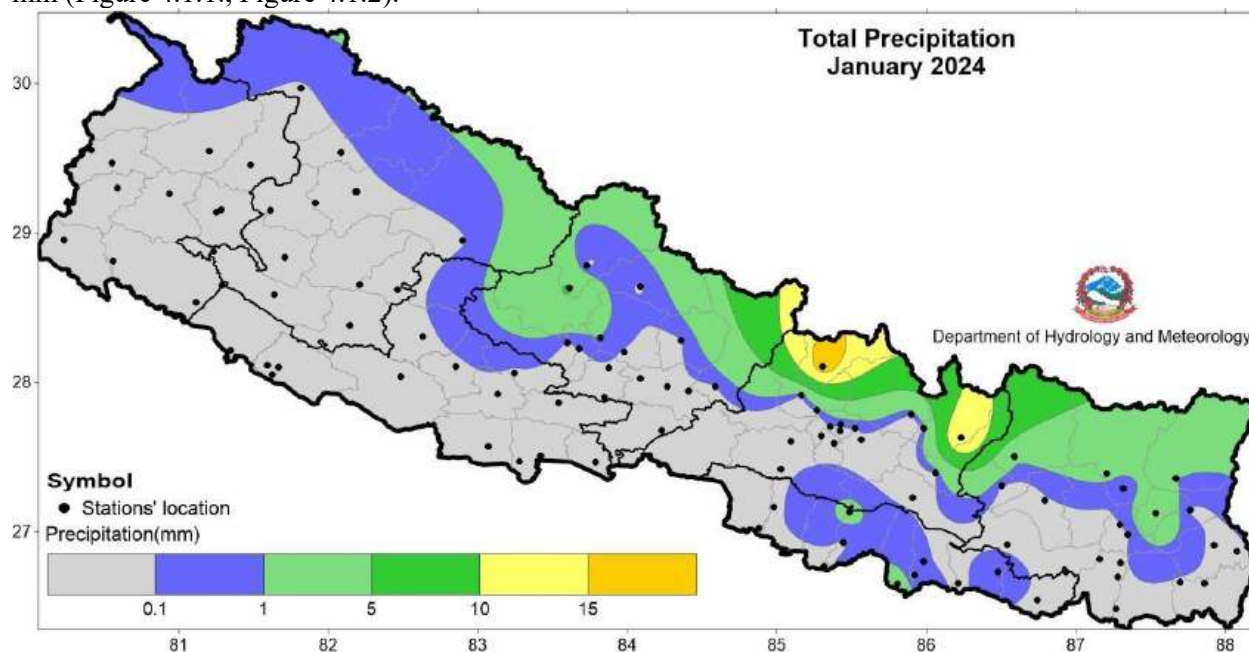 mm (Figure 4.1.1., Figure 4.1.2).
Total Precipitation
January 2024
30
29
28
27
Department of Hydrology and Meteorology
Symbol
Stations' location
Precipitation(mm)
0.1 1 5 10 15
81 82 83 84 85 86 87 88